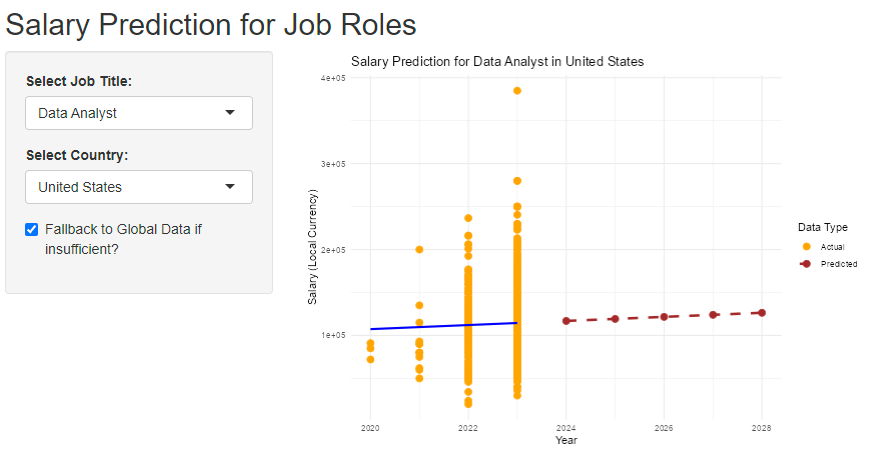 Salary Prediction for Job Roles
Select Job Title:
Data Analyst
Select Country:
United States
Fallback to Global Data if
insufficient?
Salary Prediction for Data Analyst in United States
Salary (Local Currency)
4e+05
3e+05
2e+05
1e+05
2020
2022
2024
2026
2028
Year
Data Type
Actual
Predicted